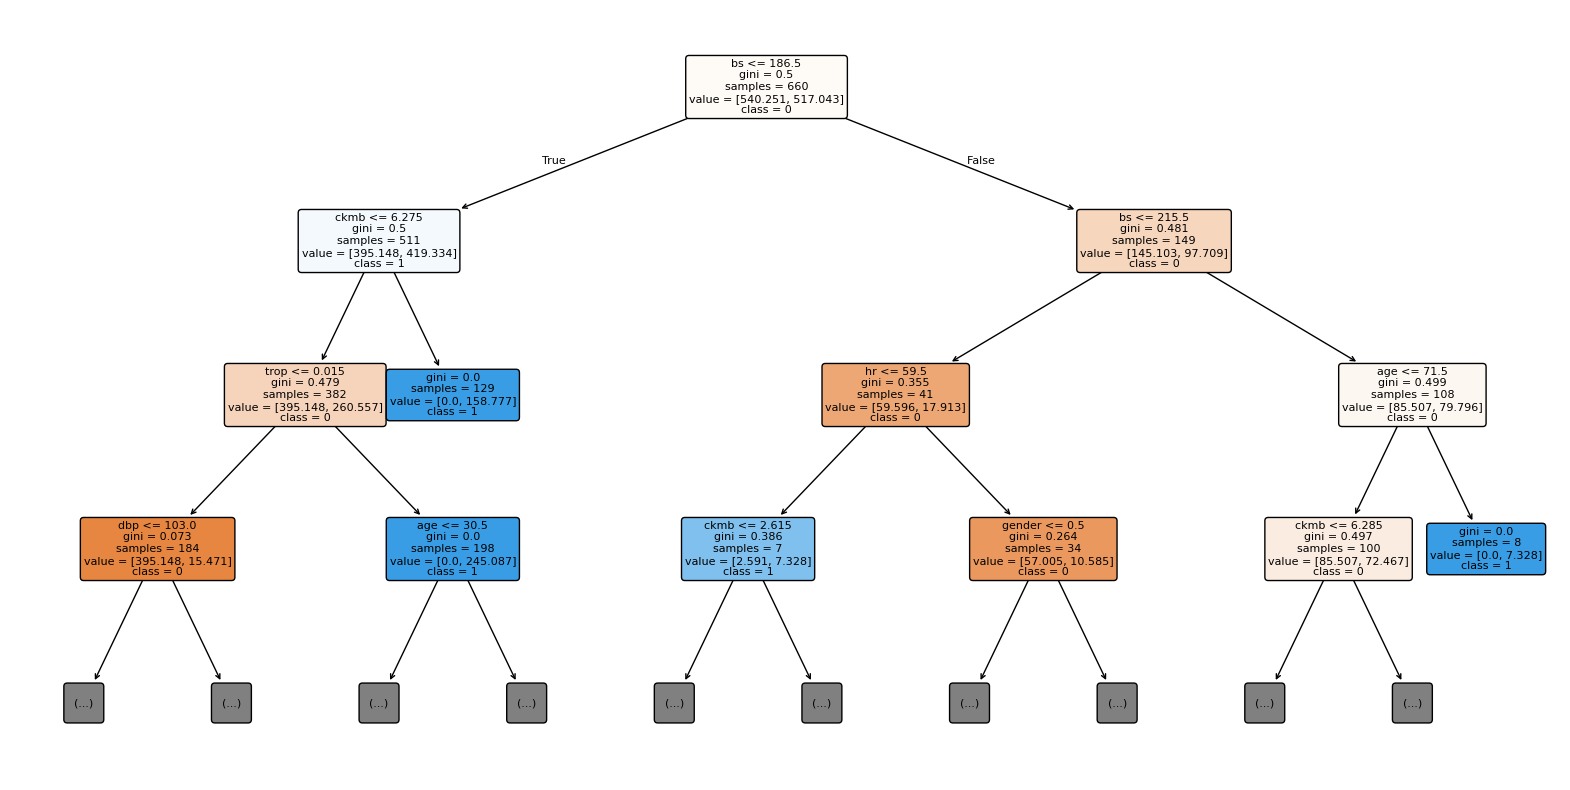 bs <= 186.5
gini = 0.5
samples = 660
value = [540.251, 517.043]
class = 0
True
False
ckmb <= 6.275
gini = 0.5
samples = 511
value = [395.148, 419.334]
class = 1
bs <= 215.5
gini = 0.481
samples = 149
value = [145.103, 97.709]
class = 0
trop <= 0.015
gini = 0.479
samples = 382
value = [395.148, 260.557]
class = 0
gini = 0.0
samples = 129
value = [0.0, 158.777]
class = 1
hr <= 59.5
gini = 0.355
samples = 41
value = [59.596, 17.913]
class = 0
age <= 71.5
gini = 0.499
samples = 108
value = [85.507, 79.796]
class = 0
dbp <= 103.0
gini = 0.073
samples = 184
value = [395.148, 15.471]
class = 0
age <= 30.5
gini = 0.0
samples = 198
value = [0.0, 245.087]
class = 1
ckmb <= 2.615
gini = 0.386
samples = 7
value = [2.591, 7.328]
class = 1
gender <= 0.5
gini = 0.264
samples = 34
value = [57.005, 10.585]
class = 0
ckmb <= 6.285
gini = 0.497
samples = 100
value = [85.507, 72.467]
class = 0
gini = 0.0
samples = 8
value = [0.0, 7.328]
class = 1
(...)
(...)
(...)
(...)
(...)
(...)
(...)
(...)
(...)
(...)